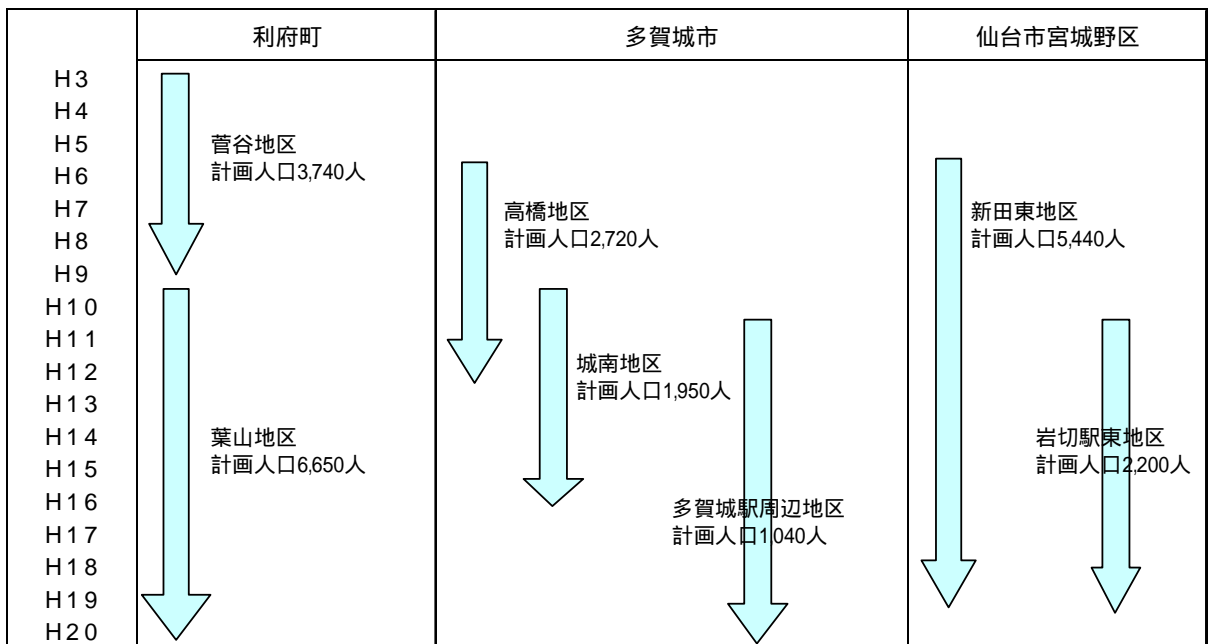 利府町
多賀城市
仙台市宮城野区
H3
H4
H5
H6
H7
H8
H9
H10
H11
H12
H13
H14
H15
H16
H17
H18
H19
H20
菅谷地区
計画人口3,740人
葉山地区
計画人口6,650人
高橋地区
計画人口2,720人
城南地区
計画人口1,950人
多賀城駅周辺地区
計画人口1,040人
新田東地区
計画人口5,440人
岩切駅東地区
計画人口2,200人